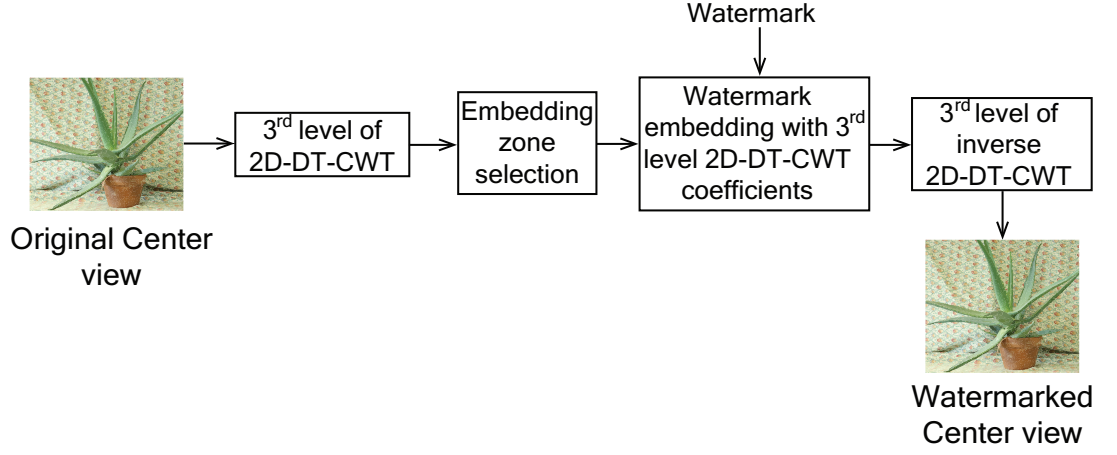 Watermark
Original Center
view
3rd level of
2D-DT-CWT
Embedding
zone
selection
Watermark
embedding with 3rd
level 2D-DT-CWT
coefficients
3rd level of
inverse
2D-DT-CWT
Watermarked
Center view